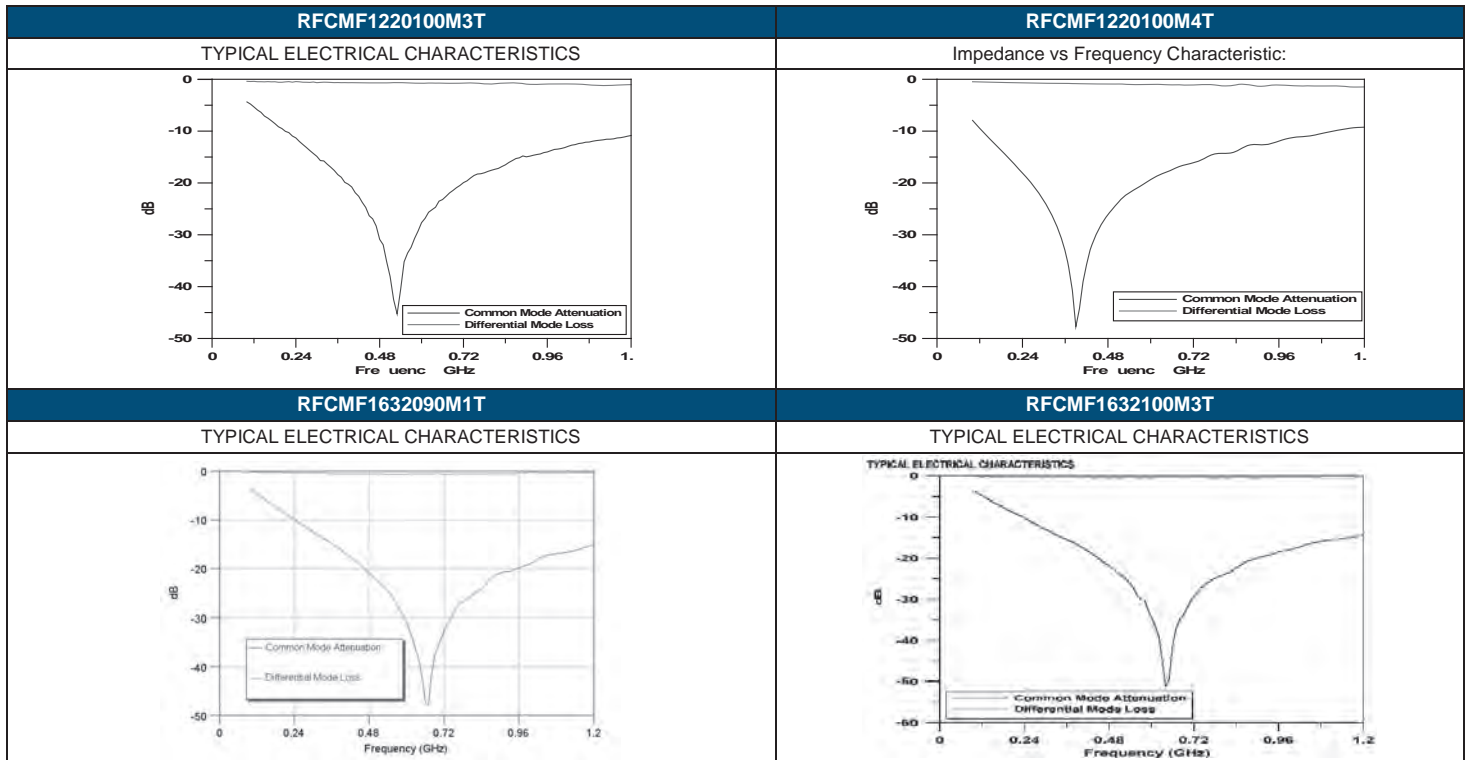 RFCMF1220100M3T
RFCMF1220100M4T
TYPICAL ELECTRICAL CHARACTERISTICS
Impedance vs Frequency Characteristic:
0
-10
-20
-30
-40
-50
dB
Common Mode Attenuation
Differential Mode Loss
0 0.24 0.48 0.72 0.96 1.
Fre uenc GHz
0
-10
-20
-30
-40
-50
dB
Common Mode Attenuation
Differential Mode Loss
0 0.24 0.48 0.72 0.96 1.
Fre uenc GHz
RFCMF1632090M1T
RFCMF1632100M3T
TYPICAL ELECTRICAL CHARACTERISTICS
TYPICAL ELECTRICAL CHARACTERISTICS
0
-10
-20
-30
-40
-50
dB
Common Mode Attenuation
Differential Mode Loss
0 0.24 0.48 0.72 0.96 1.2
Frequency (GHz)
TYPICAL ELECTRICAL CHARACTERISTICS
0
-10
-20
-30
-40
-50
-60
dB
Common Mode Attenuation
Differential Mode Loss
0 0.24 0.48 0.72 0.96 1.2
Frequency (GHz)